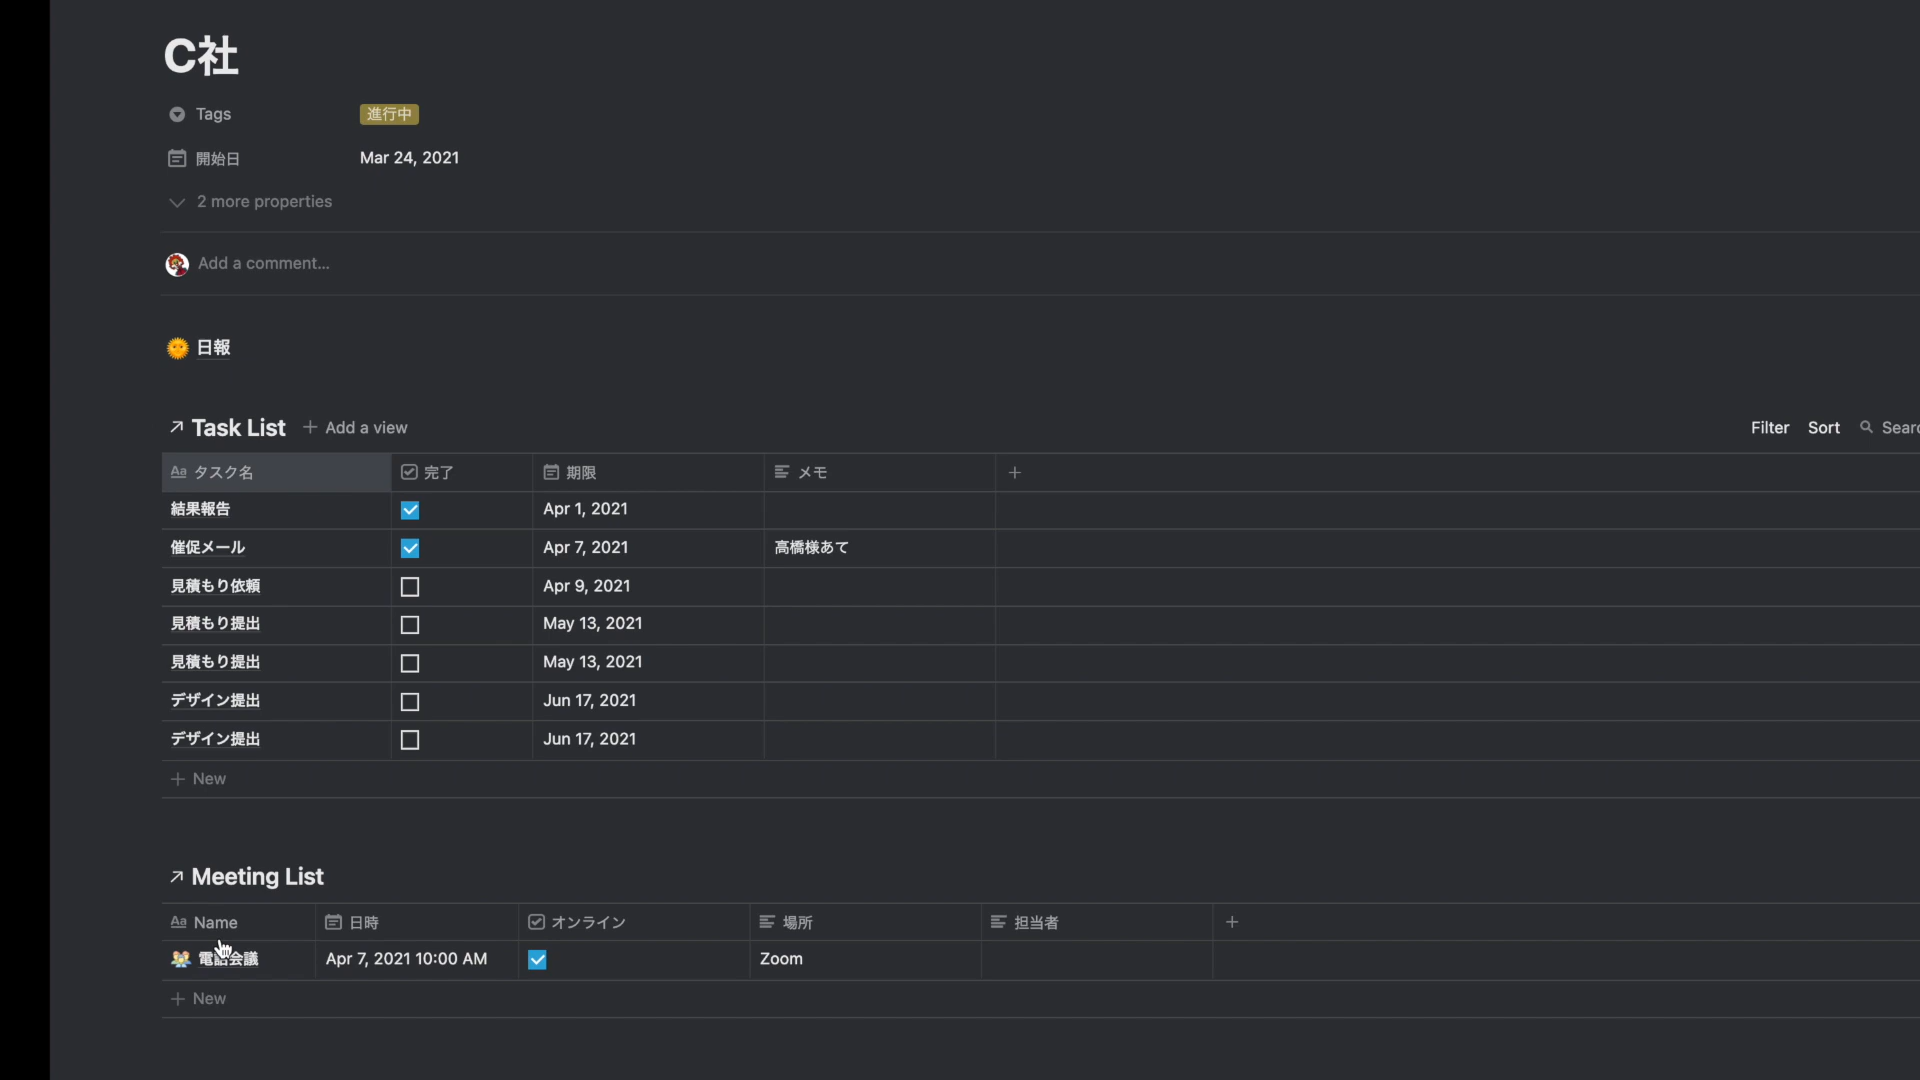 C社
Tags 進行中
開始日 Mar 24, 2021
2 more properties
Add a comment...
日報
Task List + Add a view Filter Sort Searc
Aa タスク名 完了 期限 メモ +
結果報告 Apr 1, 2021
催促メール Apr 7, 2021 高橋様あて
見積もり依頼 Apr 9, 2021
見積もり提出 May 13, 2021
見積もり提出 May 13, 2021
デザイン提出 Jun 17, 2021
デザイン提出 Jun 17, 2021
+ New
Meeting List
Aa Name 日時 オンライン 場所 担当者 +
電話会議 Apr 7, 2021 10:00 AM Zoom
+ New